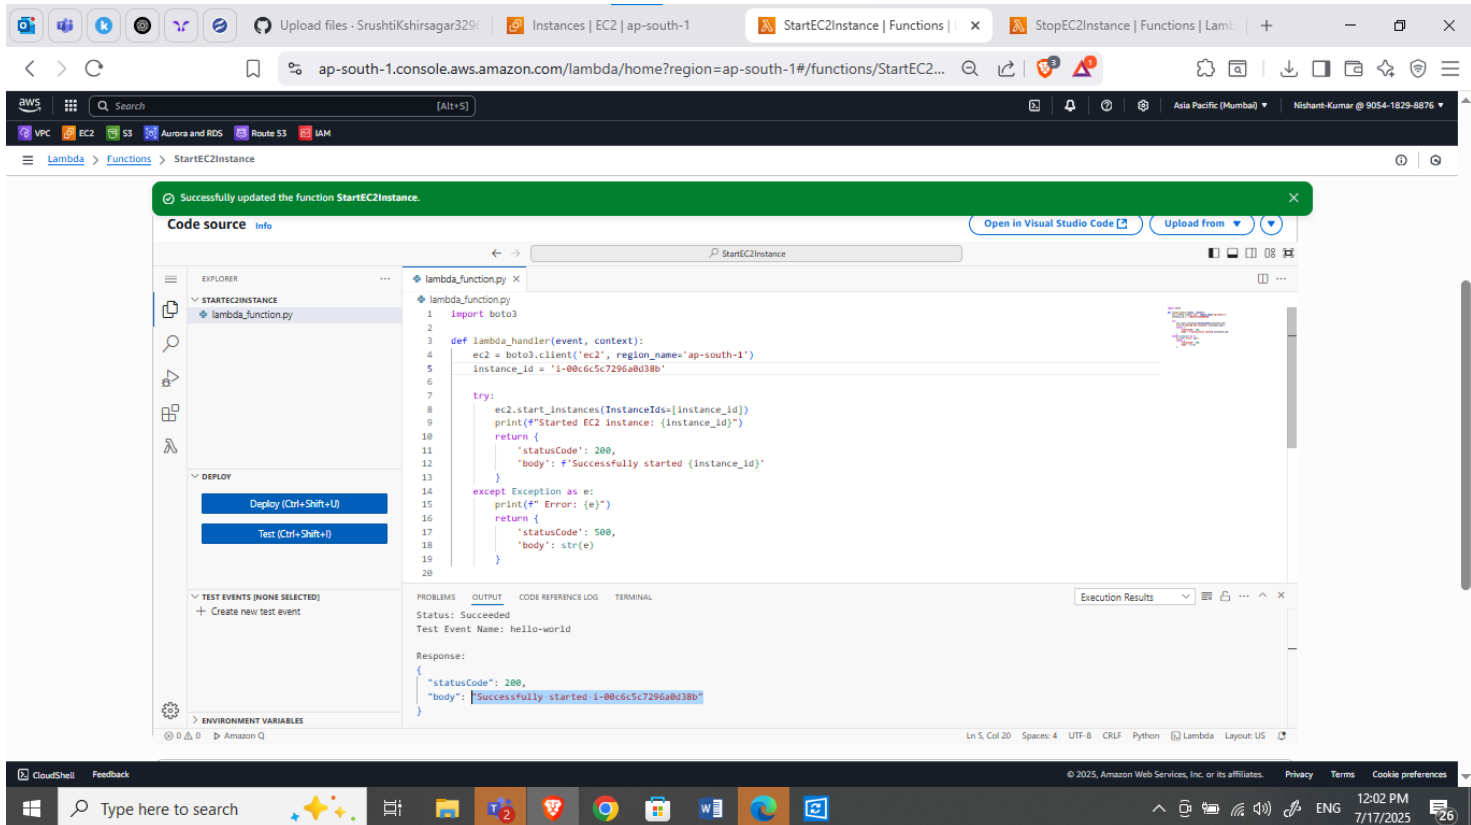 Upload files · SrushtiKshirsagar3296
Instances | EC2 | ap-south-1
StartEC2Instance | Functions |
StopEC2Instance | Functions | Lamb
ap-south-1.console.aws.amazon.com/lambda/home?region=ap-south-1#/functions/StartEC2...
3
1
aws
Search
[Alt+S]
Asia Pacific (Mumbai)
Nishant-Kumar @ 9054-1829-8876
VPC
EC2
S3
Aurora and RDS
Route 53
IAM
Lambda > Functions > StartEC2Instance
Successfully updated the function StartEC2Instance.
Code source Info
Open in Visual Studio Code
Upload from
StartEC2Instance
EXPLORER
STARTEC2INSTANCE
lambda_function.py
DEPLOY
Deploy (Ctrl+Shift+U)
Test (Ctrl+Shift+I)
TEST EVENTS [NONE SELECTED]
+ Create new test event
ENVIRONMENT VARIABLES
lambda_function.py
lambda_function.py
1 import boto3
2
3 def lambda_handler(event, context):
4 ec2 = boto3.client('ec2', region_name='ap-south-1')
5 instance_id = 'i-00c6c5c7296a0d38b'
6
7 try:
8 ec2.start_instances(InstanceIds=[instance_id])
9 print(f"Started EC2 instance: {instance_id}")
10 return {
11 'statusCode': 200,
12 'body': f'Successfully started {instance_id}'
13 }
14 except Exception as e:
15 print(f" Error: {e}")
16 return {
17 'statusCode': 500,
18 'body': str(e)
19 }
20
PROBLEMS
OUTPUT
CODE REFERENCE LOG
TERMINAL
Execution Results
Status: Succeeded
Test Event Name: hello-world
Response:
{
"statusCode": 200,
"body": "Successfully started i-00c6c5c7296a0d38b"
}
0 0 Amazon Q
Ln 5, Col 20 Spaces: 4 UTF-8 CRLF Python Lambda Layout: US
CloudShell Feedback
© 2025, Amazon Web Services, Inc. or its affiliates. Privacy Terms Cookie preferences
Type here to search
2
ENG
12:02 PM
7/17/2025
26